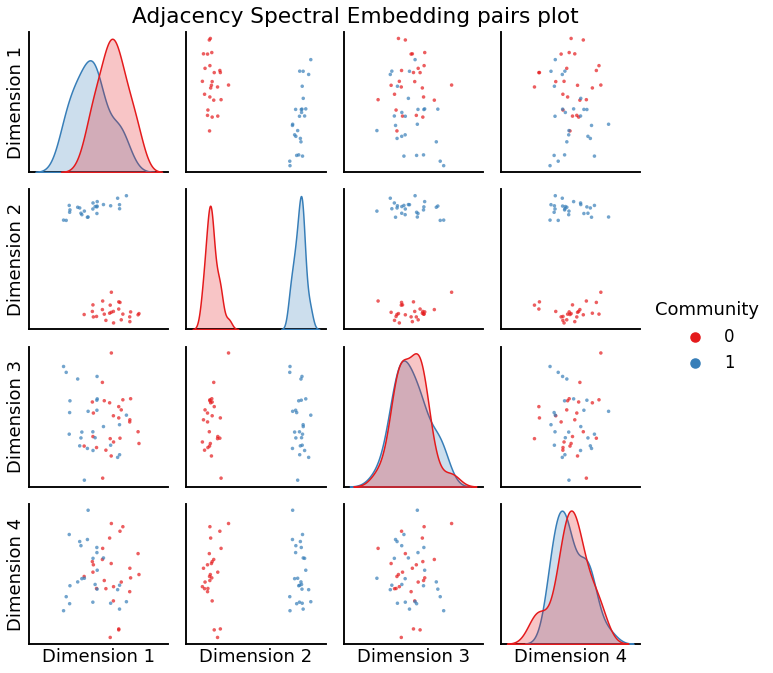 Adjacency Spectral Embedding pairs plot
Dimension 1
Dimension 2
Dimension 3
Dimension 4
Dimension 1
Dimension 2
Dimension 3
Dimension 4
Community
0
1